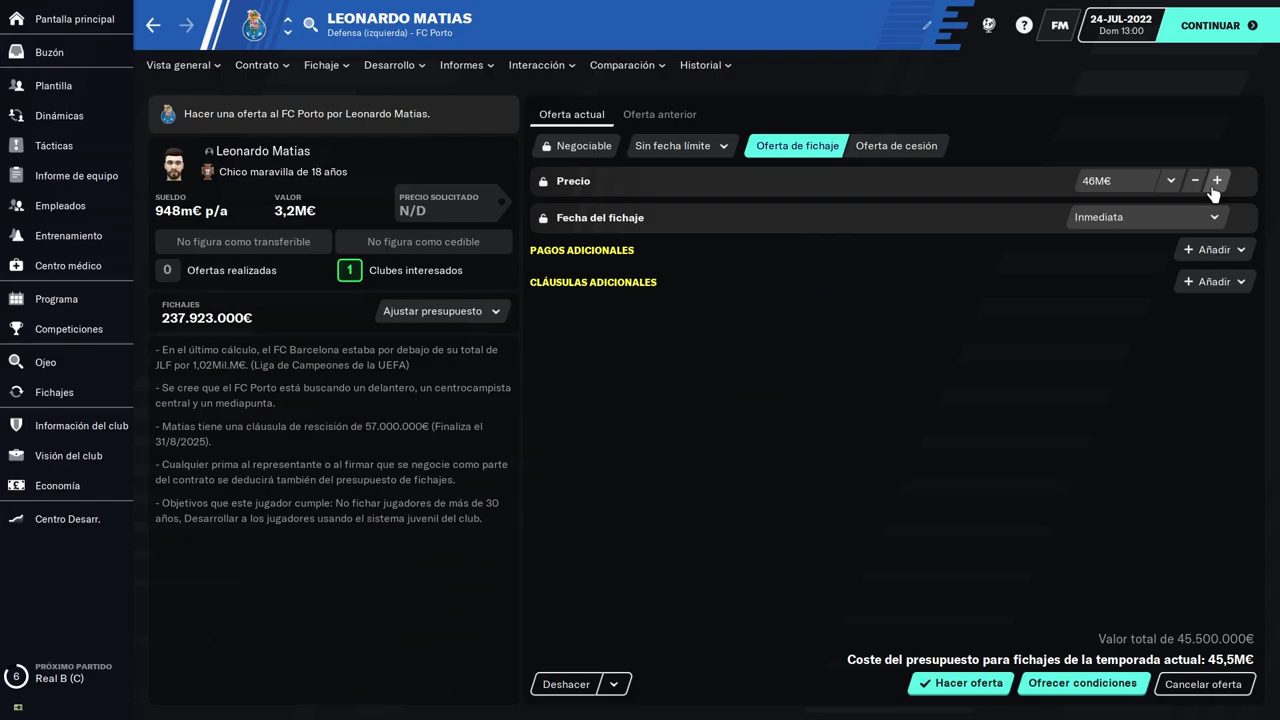 Pantalla principal
Buzón
Plantilla
Dinámicas
Tácticas
Informe de equipo
Empleados
Entrenamiento
Centro médico
Programa
Competiciones
Ojeo
Fichajes
Información del club
Visión del club
Economía
Centro Desarr.
6
PRÓXIMO PARTIDO
Real B (C)
LEONARDO MATIAS
Defensa (izquierda) - FC Porto
? FM
24-JUL-2022
Dom 13:00
CONTINUAR
Vista general Contrato Fichaje Desarrollo Informes Interacción Comparación Historial
Hacer una oferta al FC Porto por Leonardo Matias.
Leonardo Matias
Chico maravilla de 18 años
SUELDO VALOR PRECIO SOLICITADO
948m€ p/a 3,2M€ N/D
No figura como transferible No figura como cedible
0 Ofertas realizadas 1 Clubes interesados
FICHAJES
237.923.000€
Ajustar presupuesto
- En el último cálculo, el FC Barcelona estaba por debajo de su total de
JLF por 1,02Mil.M€. (Liga de Campeones de la UEFA)
- Se cree que el FC Porto está buscando un delantero, un centrocampista
central y un mediapunta.
- Matias tiene una cláusula de rescisión de 57.000.000€ (Finaliza el
31/8/2025).
- Cualquier prima al representante o al firmar que se negocie como parte
del contrato se deducirá también del presupuesto de fichajes.
- Objetivos que este jugador cumple: No fichar jugadores de más de 30
años, Desarrollar a los jugadores usando el sistema juvenil del club.
Oferta actual Oferta anterior
Negociable Sin fecha límite Oferta de fichaje Oferta de cesión
Precio 46M€ - +
Fecha del fichaje Inmediata
PAGOS ADICIONALES + Añadir
CLÁUSULAS ADICIONALES + Añadir
Valor total de 45.500.000€
Coste del presupuesto para fichajes de la temporada actual: 45,5M€
Deshacer Hacer oferta Ofrecer condiciones Cancelar oferta